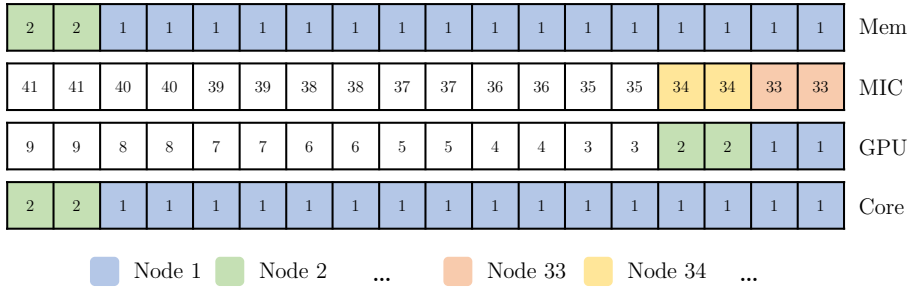 2 2 1 1 1 1 1 1 1 1 1 1 1 1 1 1 1 1 Mem
41 41 40 40 39 39 38 38 37 37 36 36 35 35 34 34 33 33 MIC
9 9 8 8 7 7 6 6 5 5 4 4 3 3 2 2 1 1 GPU
2 2 1 1 1 1 1 1 1 1 1 1 1 1 1 1 1 1 Core
Node 1 Node 2 ... Node 33 Node 34 ...